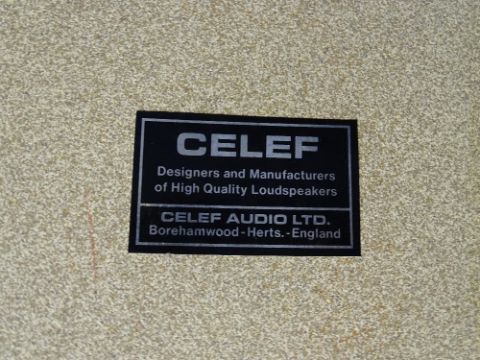 CELEF
Designers and Manufacturers
of High Quality Loudspeakers
CELEF AUDIO LTD.
Borehamwood - Herts. - England